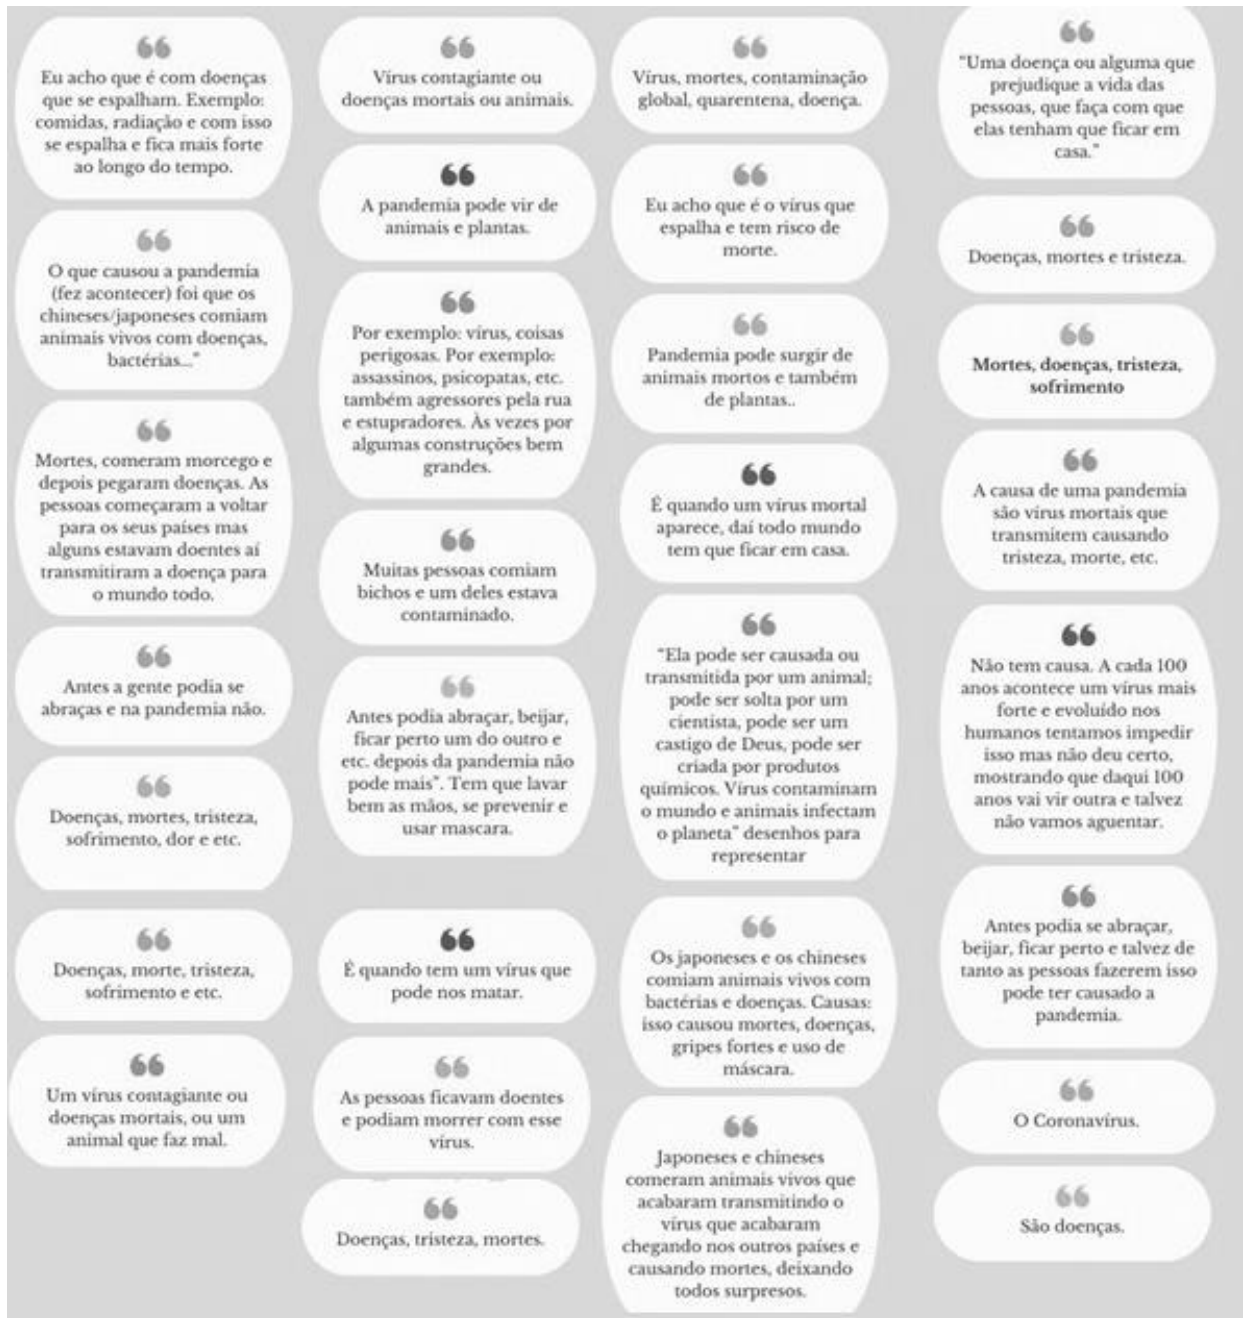 Eu acho que é com doenças
que se espalham. Exemplo:
comidas, radiação e com isso
se espalha e fica mais forte
ao longo do tempo.
O que causou a pandemia
(fez acontecer) foi que os
chineses/japoneses comiam
animais vivos com doenças,
bactérias..."
Mortes, comeram morcego e
depois pegaram doenças. As
pessoas começaram a voltar
para os seus países mas
alguns estavam doentes aí
transmitiram a doença para
o mundo todo.
Antes a gente podia se
abraças e na pandemia não.
Doenças, mortes, tristeza,
sofrimento, dor e etc.
Doenças, morte, tristeza,
sofrimento e etc.
Um vírus contagiante ou
doenças mortais, ou um
animal que faz mal.
Vírus contagiante ou
doenças mortais ou animais.
A pandemia pode vir de
animais e plantas.
Por exemplo: vírus, coisas
perigosas. Por exemplo:
assassinos, psicopatas, etc.
também agressores pela rua
e estupradores. Às vezes por
algumas construções bem
grandes.
Muitas pessoas comiam
bichos e um deles estava
contaminado.
Antes podia abraçar, beijar,
ficar perto um do outro e
etc. depois da pandemia não
pode mais". Tem que lavar
bem as mãos, se prevenir e
usar mascara.
É quando tem um vírus que
pode nos matar.
As pessoas ficavam doentes
e podiam morrer com esse
vírus.
Doenças, tristeza, mortes.
Vírus, mortes, contaminação
global, quarentena, doença.
Eu acho que é o vírus que
espalha e tem risco de
morte.
Pandemia pode surgir de
animais mortos e também
de plantas..
É quando um vírus mortal
aparece, daí todo mundo
tem que ficar em casa.
"Ela pode ser causada ou
transmitida por um animal;
pode ser solta por um
cientista, pode ser um
castigo de Deus, pode ser
criada por produtos
químicos. Vírus contaminam
o mundo e animais infectam
o planeta" desenhos para
representar
Os japoneses e os chineses
comiam animais vivos com
bactérias e doenças. Causas:
isso causou mortes, doenças,
gripes fortes e uso de
máscara.
Japoneses e chineses
comeram animais vivos que
acabaram transmitindo o
vírus que acabaram
chegando nos outros países e
causando mortes, deixando
todos surpresos.
"Uma doença ou alguma que
prejudique a vida das
pessoas, que faça com que
elas tenham que ficar em
casa."
Doenças, mortes e tristeza.
Mortes, doenças, tristeza,
sofrimento
A causa de uma pandemia
são vírus mortais que
transmitem causando
tristeza, morte, etc.
Não tem causa. A cada 100
anos acontece um vírus mais
forte e evoluído nos
humanos tentamos impedir
isso mas não deu certo,
mostrando que daqui 100
anos vai vir outra e talvez
não vamos aguentar.
Antes podia se abraçar,
beijar, ficar perto e talvez de
tanto as pessoas fazerem isso
pode ter causado a
pandemia.
O Coronavírus.
São doenças.